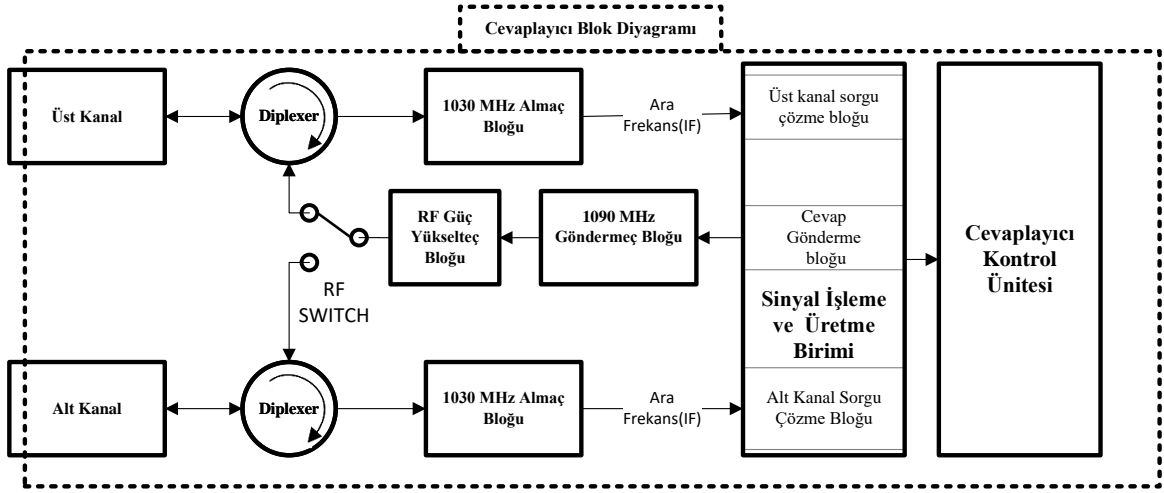 Cevaplayıcı Blok Diyagramı
Üst Kanal
Diplexer
1030 MHz Almaç
Bloğu
Ara
Frekans(IF)
Üst kanal sorgu
çözme bloğu
RF Güç
Yükselteç
Bloğu
1090 MHz
Göndermeç Bloğu
Cevap
Gönderme
bloğu
Cevaplayıcı
Kontrol
Ünitesi
RF
SWITCH
Sinyal İşleme
ve Üretme
Birimi
Alt Kanal
Diplexer
1030 MHz Almaç
Bloğu
Ara
Frekans(IF)
Alt Kanal Sorgu
Çözme Bloğu